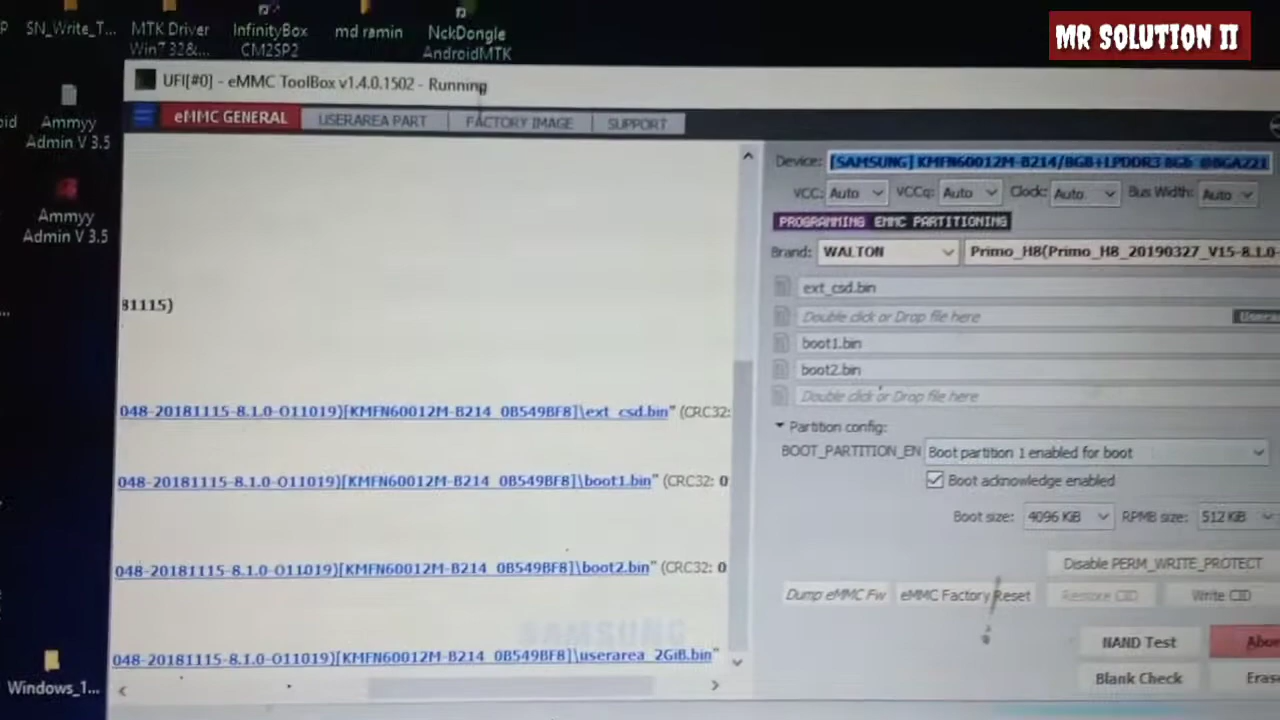 MR SOLUTION II
SN_Write_T...
MTK Driver
Win7 32&...
InfinityBox
CM2SP2
md ramin
NckDongle
AndroidMTK
Ammyy
Admin V 3.5
Ammyy
Admin V 3.5
Windows_1...
UFI[#0] - eMMC ToolBox v1.4.0.1502 - Running
eMMC GENERAL
USERAREA PART
FACTORY IMAGE
SUPPORT
81115)
048-20181115-8.1.0-O11019)[KMFN60012M-B214_0B549BF8]\ext_csd.bin" (CRC32:
048-20181115-8.1.0-O11019)[KMFN60012M-B214_0B549BF8]\boot1.bin" (CRC32: 0
048-20181115-8.1.0-O11019)[KMFN60012M-B214_0B549BF8]\boot2.bin" (CRC32: 0
SAMSUNG
048-20181115-8.1.0-O11019)[KMFN60012M-B214_0B549BF8]\userarea_2GiB.bin"
Device: [SAMSUNG] KMFN60012M-B214/8GB+LPDDR3 8Gb @BGA221
VCC: Auto VCCq: Auto Clock: Auto Bus Width: Auto
PROGRAMMING EMMC PARTITIONING
Brand: WALTON Primo_H8(Primo_H8_20190327_V15-8.1.0-
ext_csd.bin
Double click or Drop file here
boot1.bin
boot2.bin
Double click or Drop file here
Partition config:
BOOT_PARTITION_EN Boot partition 1 enabled for boot
Boot acknowledge enabled
Boot size: 4096 KiB RPMB size: 512 KiB
Disable PERM_WRITE_PROTECT
Dump eMMC Fw eMMC Factory Reset Restore CID Write CID
NAND Test
Blank Check